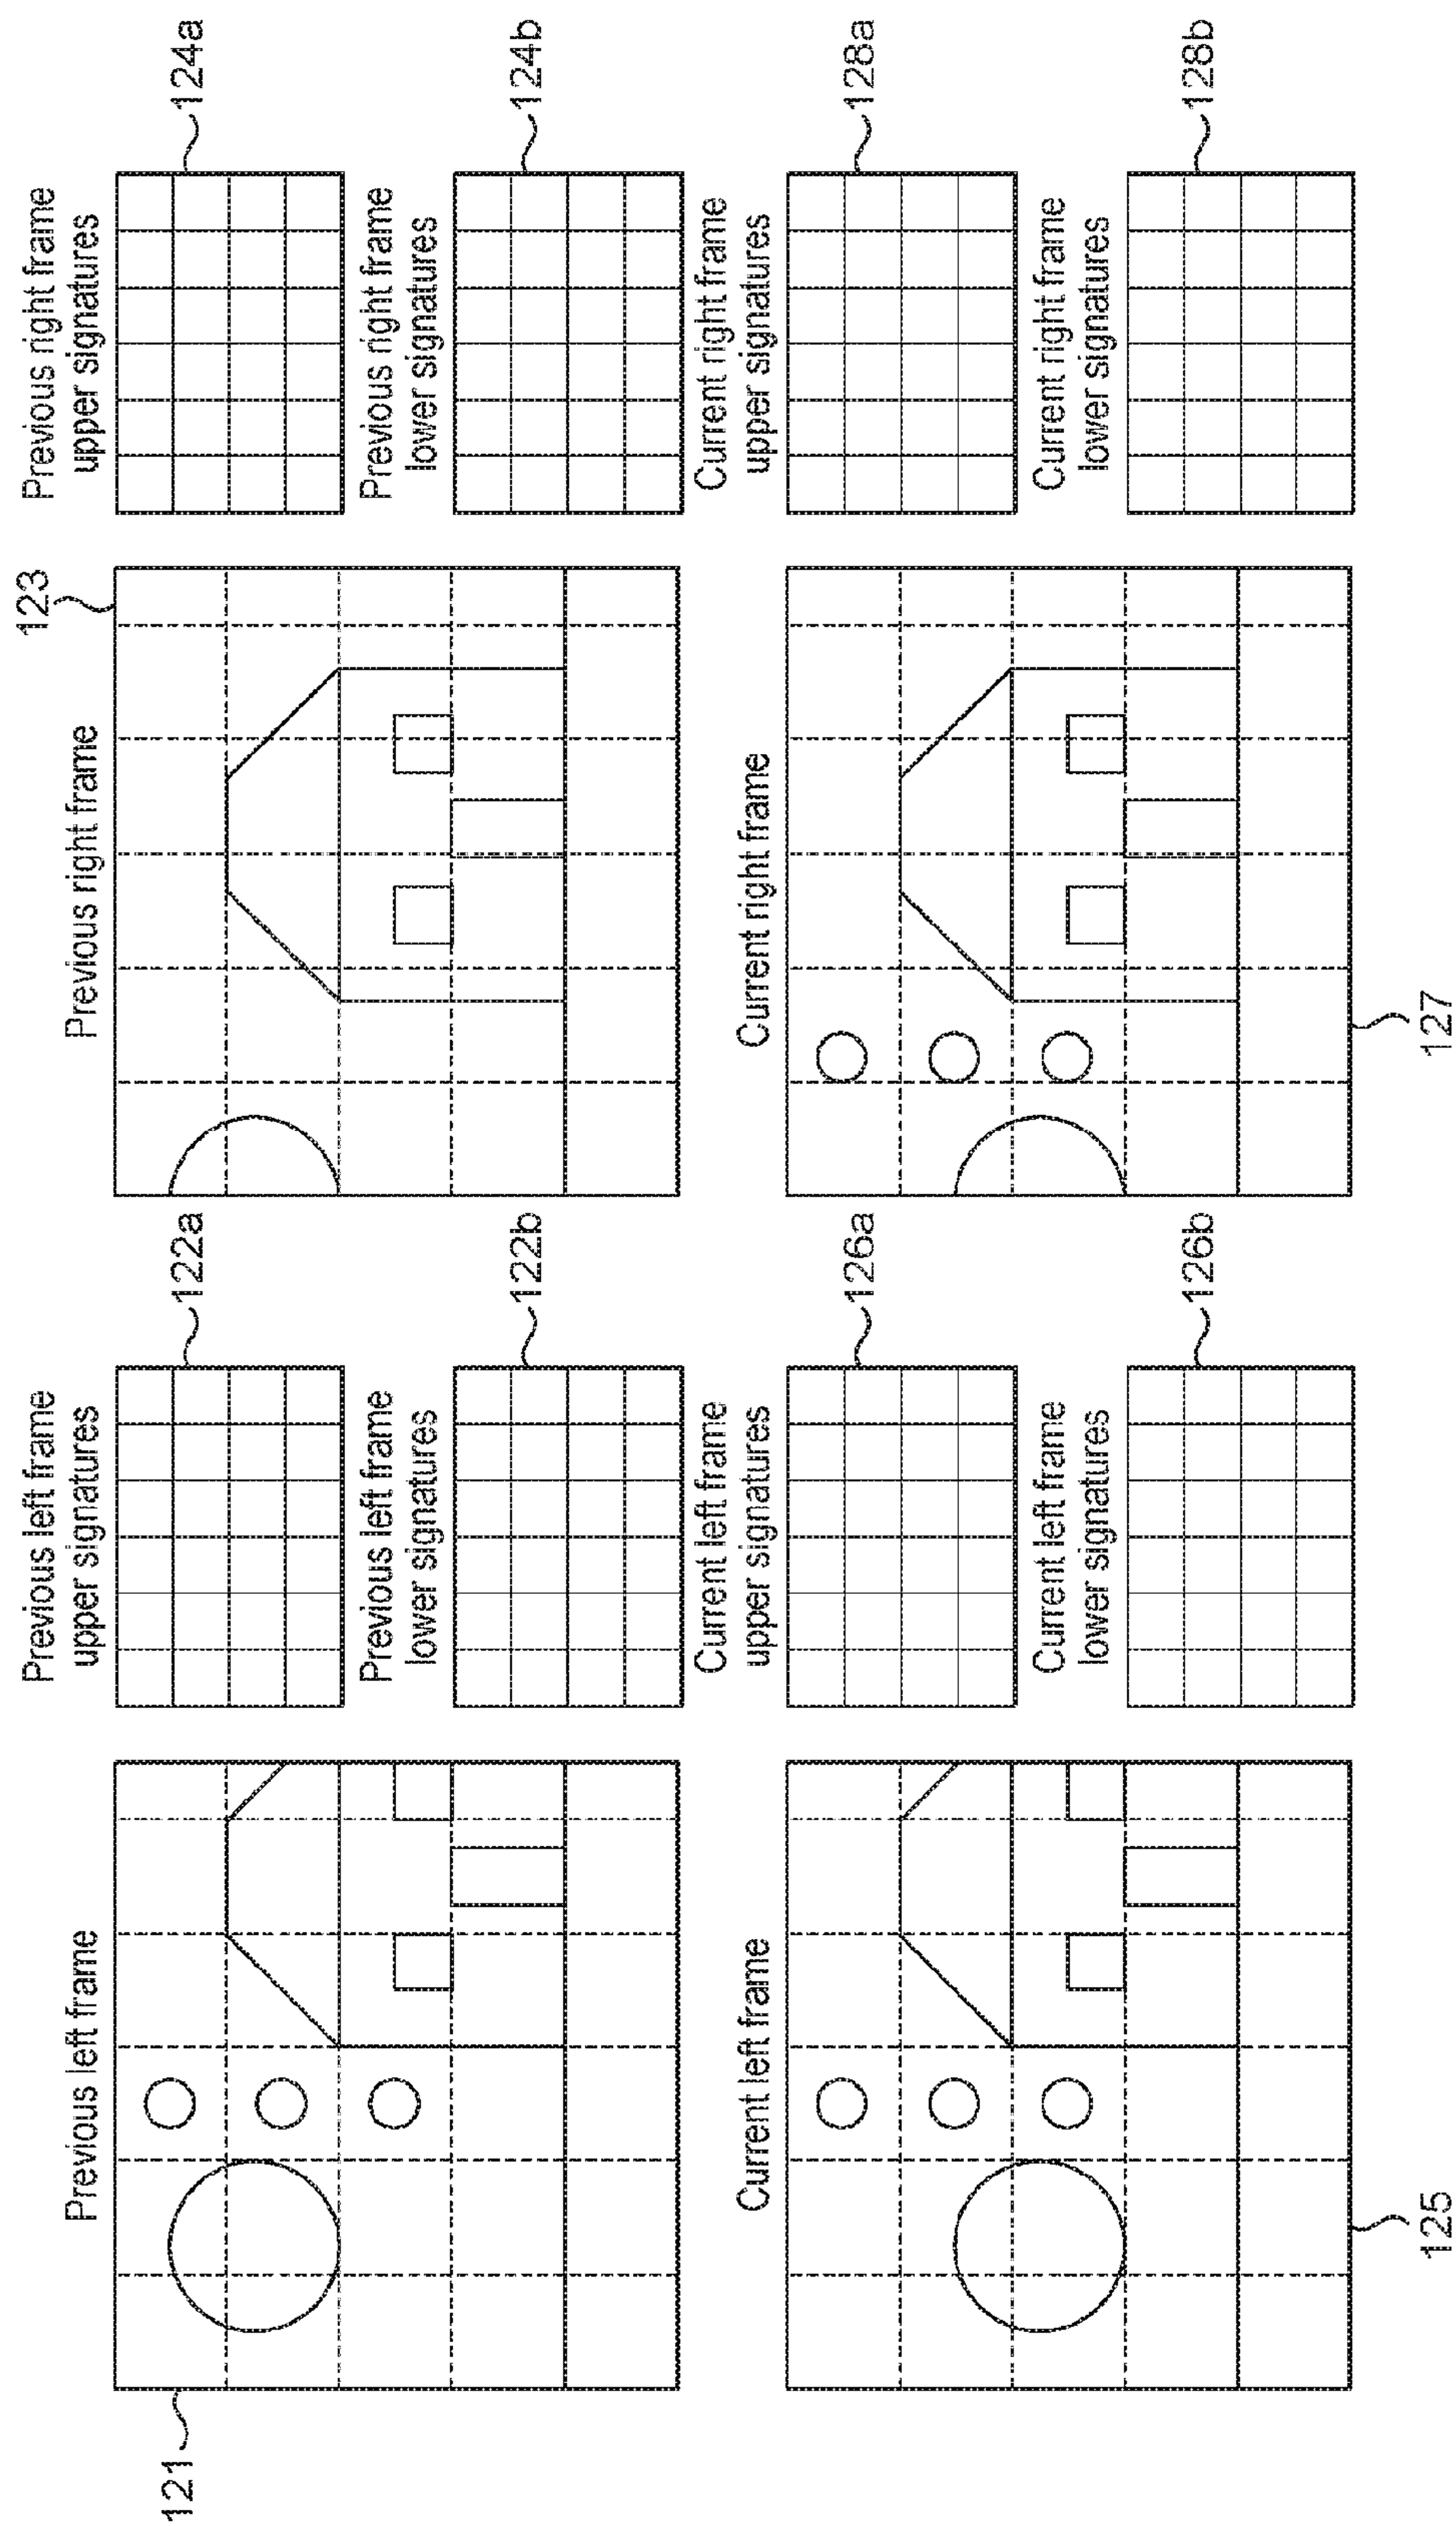 Previous left frame
121
Previous left frame
upper signatures
122a
Previous left frame
lower signatures
122b
Previous right frame
123
Previous right frame
upper signatures
124a
Previous right frame
lower signatures
124b
Current left frame
125
Current left frame
upper signatures
126a
Current left frame
lower signatures
126b
Current right frame
127
Current right frame
upper signatures
128a
Current right frame
lower signatures
128b